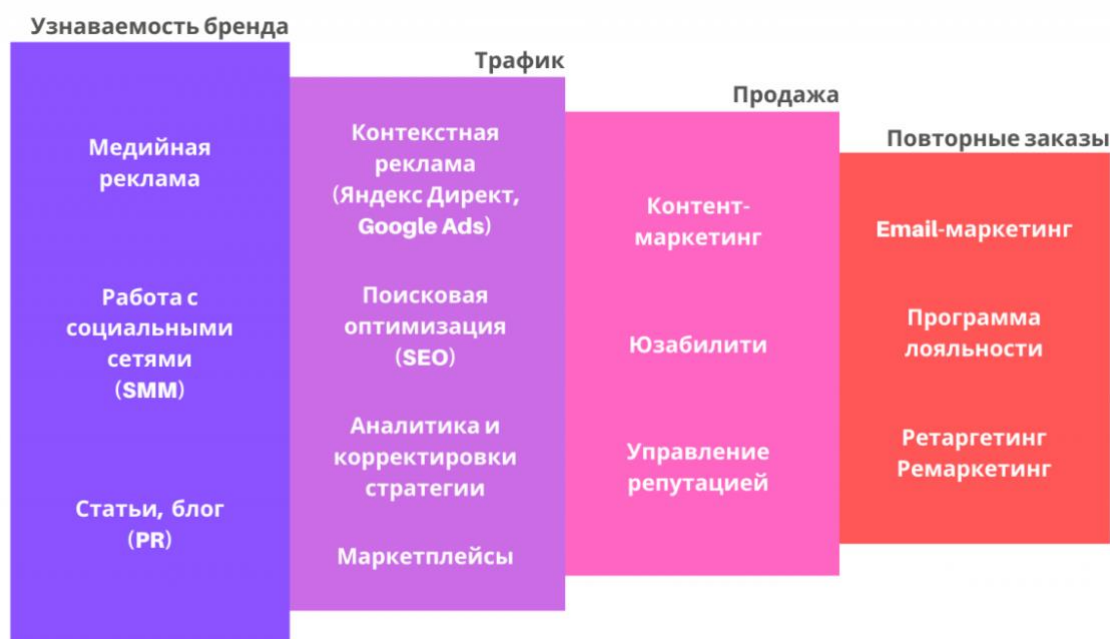 Узнаваемость бренда
Медийная
реклама
Работа с
социальными
сетями
(SMM)
Статьи, блог
(PR)
Трафик
Контекстная
реклама
(Яндекс Директ,
Google Ads)
Поисковая
оптимизация
(SEO)
Аналитика и
корректировки
стратегии
Маркетплейсы
Продажа
Контент-
маркетинг
Юзабилити
Управление
репутацией
Повторные заказы
Email-маркетинг
Программа
лояльности
Ретаргетинг
Ремаркетинг